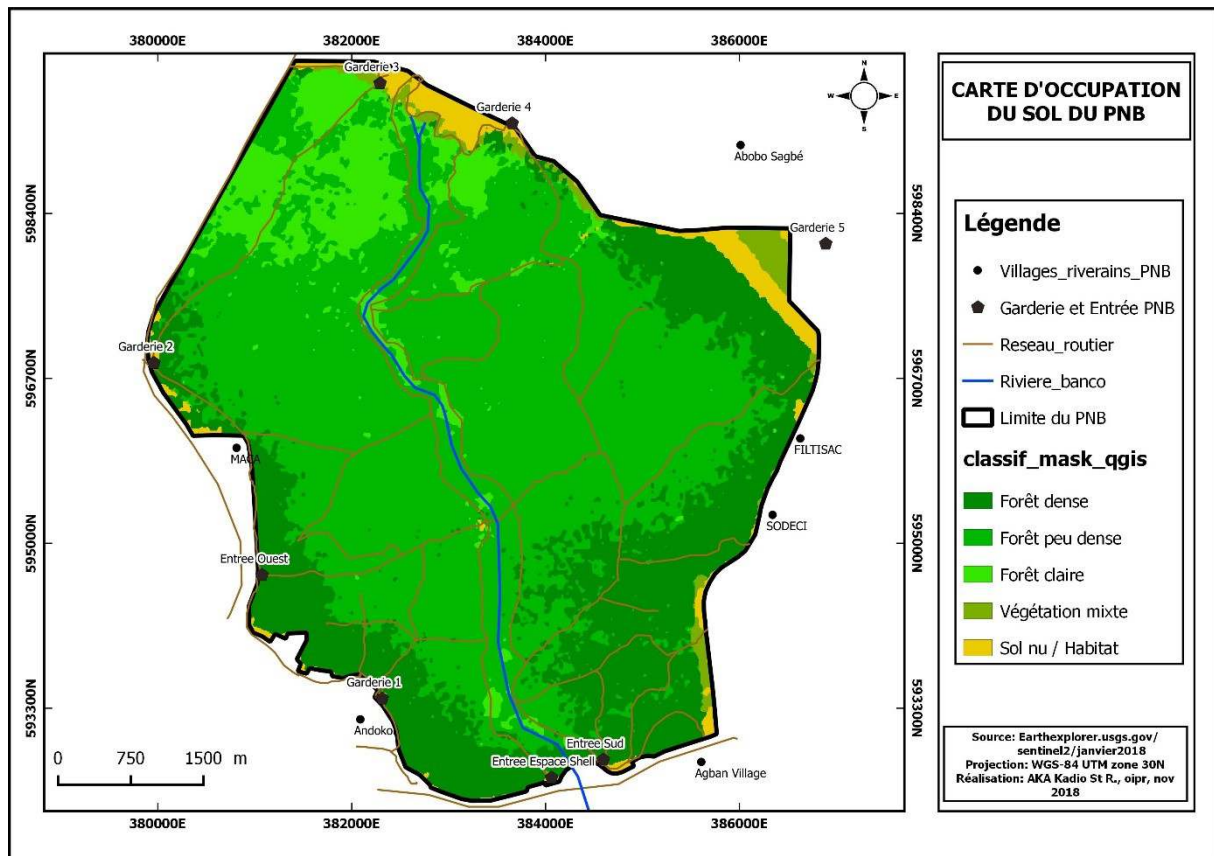 380000E
382000E
384000E
386000E
Garderie 3
Garderie 4
Abobo Sagbé
598400N
598400N
Garderie 5
Garderie 2
596700N
596700N
MACA
FILTISAC
SODECI
595000N
595000N
Entree Ouest
Garderie 1
593300N
593300N
Andoko
Entree Sud
Entree Espace Shell
Agban Village
0 750 1500 m
380000E
382000E
384000E
386000E
N
W
E
S
CARTE D'OCCUPATION
DU SOL DU PNB
Légende
Villages_riverains_PNB
Garderie et Entrée PNB
Reseau_routier
Riviere_banco
Limite du PNB
classif_mask_qgis
Forêt dense
Forêt peu dense
Forêt claire
Végétation mixte
Sol nu / Habitat
Source: Earthexplorer.usgs.gov/
sentinel2/janvier2018
Projection: WGS-84 UTM zone 30N
Réalisation: AKA Kadio St R., oipr, nov
2018